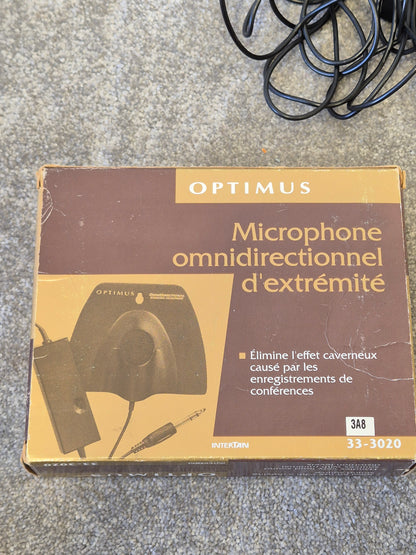 OPTIMUS
Microphone
omnidirectionnel
d'extrémité
OPTIMUS
■ Élimine l'effet caverneux
causé par les
enregistrements de
conférences
3A8
INTERTAN
33-3020